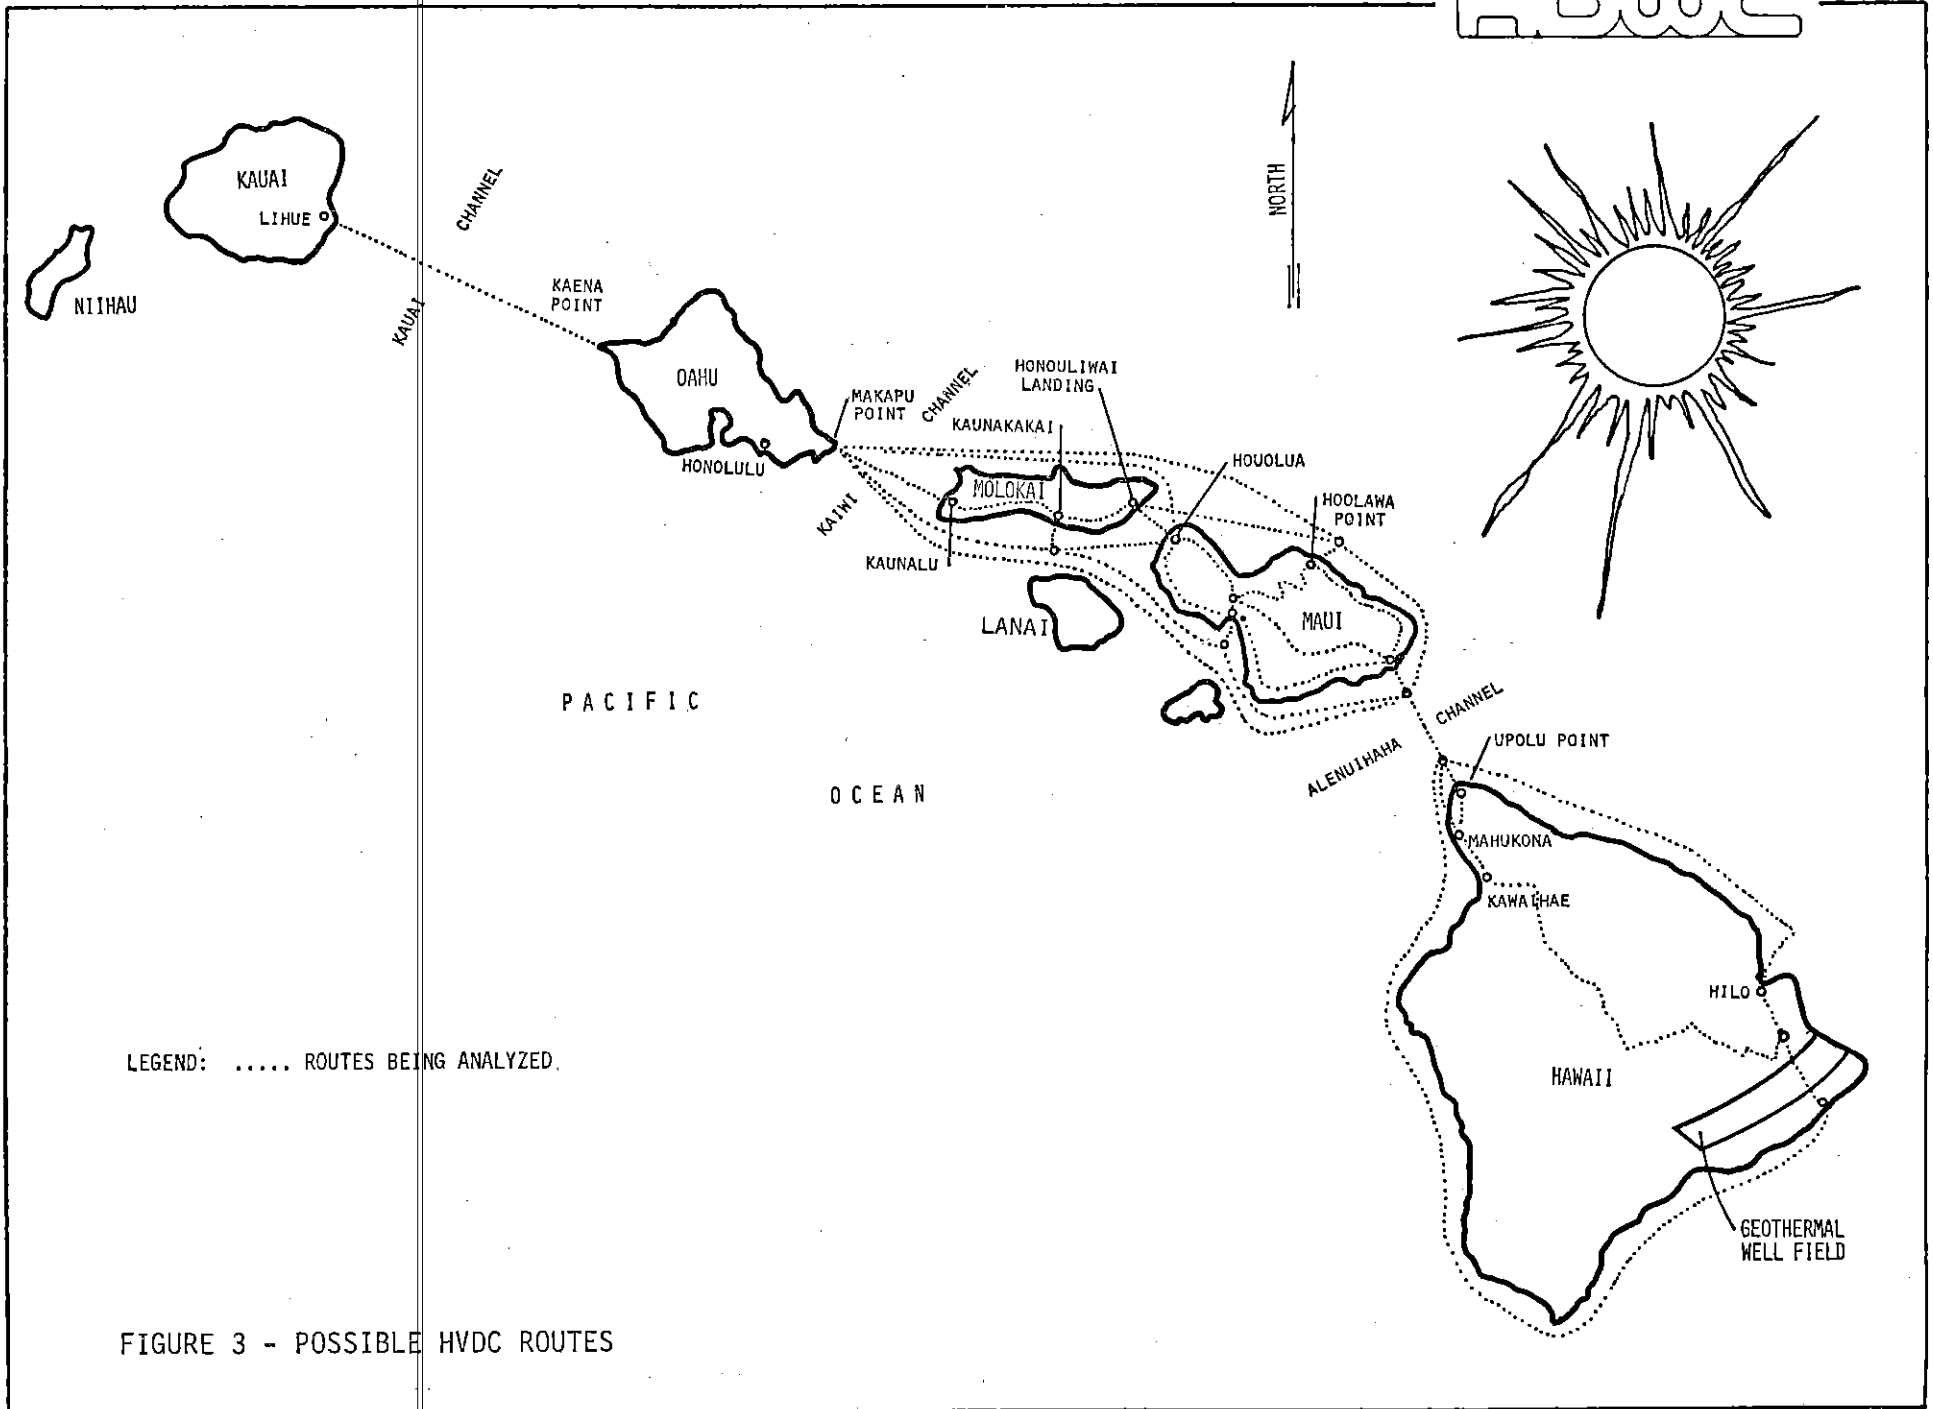 NORTH
KAUAI
LIHUE
NIIHAU
CHANNEL
KAUAI
KAENA
POINT
OAHU
HONOLULU
MAKAPU
POINT
CHANNEL
KAIWI
HONOULIWAI
LANDING
KAUNAKAKAI
MOLOKAI
KAUNALU
HOUOLUA
HOOLAWA
POINT
LANAI
MAUI
PACIFIC
OCEAN
CHANNEL
ALENUIHAHA
UPOLU POINT
MAHUKONA
KAWAIHAE
HILO
HAWAII
GEOTHERMAL
WELL FIELD
LEGEND: ..... ROUTES BEING ANALYZED
FIGURE 3 - POSSIBLE HVDC ROUTES